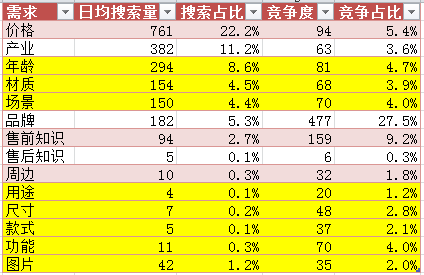 需求 日均搜索量 搜索占比 竞争度 竞争占比
价格 761 22.2% 94 5.4%
产业 382 11.2% 63 3.6%
年龄 294 8.6% 81 4.7%
材质 154 4.5% 68 3.9%
场景 150 4.4% 70 4.0%
品牌 182 5.3% 477 27.5%
售前知识 94 2.7% 159 9.2%
售后知识 5 0.1% 6 0.3%
周边 10 0.3% 32 1.8%
用途 4 0.1% 20 1.2%
尺寸 7 0.2% 48 2.8%
款式 5 0.1% 37 2.1%
功能 11 0.3% 70 4.0%
图片 42 1.2% 35 2.0%